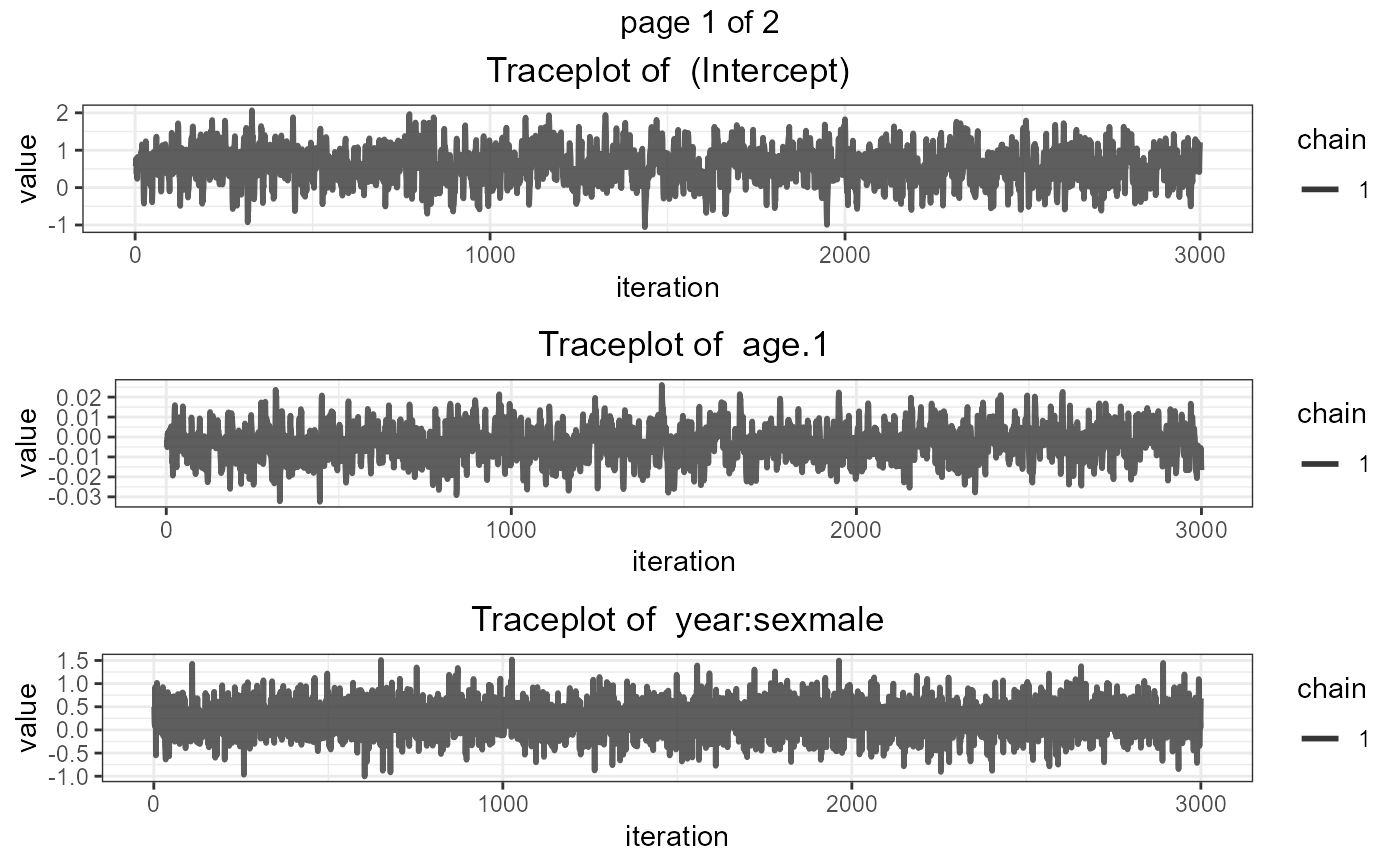 page 1 of 2
Traceplot of  (Intercept)
2
1
0
-1
value
0 1000 2000 3000
iteration
chain
1
Traceplot of  age.1
0.02
0.01
0.00
-0.01
-0.02
-0.03
value
0 1000 2000 3000
iteration
chain
1
Traceplot of  year:sexmale
1.5
1.0
0.5
0.0
-0.5
-1.0
value
0 1000 2000 3000
iteration
chain
1